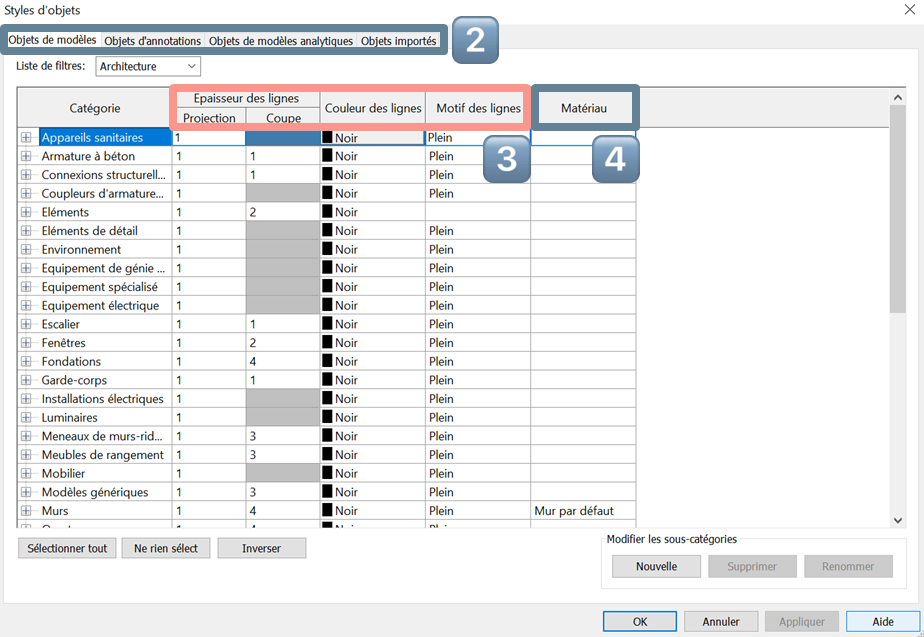 Styles d'objets
Objets de modèles Objets d'annotations Objets de modèles analytiques Objets importés
2
Liste de filtres: Architecture
Catégorie Epaisseur des lignes Couleur des lignes Motif des lignes Matériau
Projection Coupe
Appareils sanitaires 1 Noir Plein
3 4
Armature à béton 1 1 Noir Plein
Connexions structurell... 1 1 Noir Plein
Coupleurs d'armature... 1 Noir Plein
Eléments 1 2 Noir
Eléments de détail 1 Noir Plein
Environnement 1 Noir Plein
Equipement de génie ... 1 Noir Plein
Equipement spécialisé 1 Noir Plein
Equipement électrique 1 Noir Plein
Escalier 1 1 Noir Plein
Fenêtres 1 2 Noir Plein
Fondations 1 4 Noir Plein
Garde-corps 1 1 Noir Plein
Installations électriques 1 Noir Plein
Luminaires 1 Noir Plein
Meneaux de murs-rid... 1 3 Noir Plein
Meubles de rangement 1 3 Noir Plein
Mobilier 1 Noir Plein
Modèles génériques 1 3 Noir Plein
Murs 1 4 Noir Plein Mur par défaut
Sélectionner tout Ne rien sélect Inverser
Modifier les sous-catégories
Nouvelle Supprimer Renommer
OK Annuler Appliquer Aide